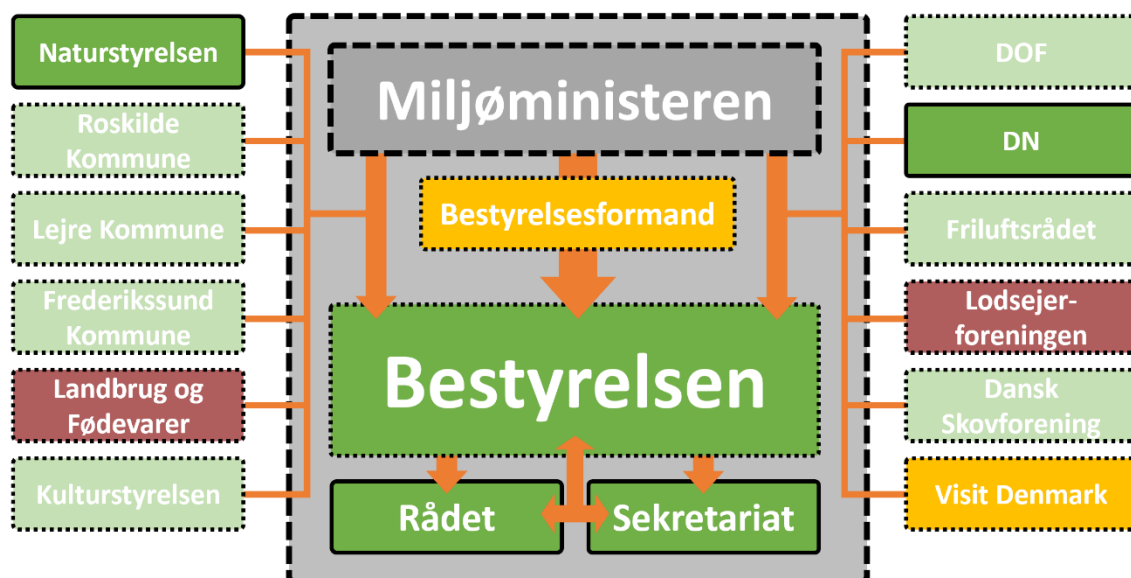 Naturstyrelsen
Roskilde
Kommune
Lejre Kommune
Frederikssund
Kommune
Landbrug og
Fødevarer
Kulturstyrelsen
Miljøministeren
Bestyrelsesformand
Bestyrelsen
Rådet
Sekretariat
DOF
DN
Friluftsrådet
Lodsejer-
foreningen
Dansk
Skovforening
Visit Denmark